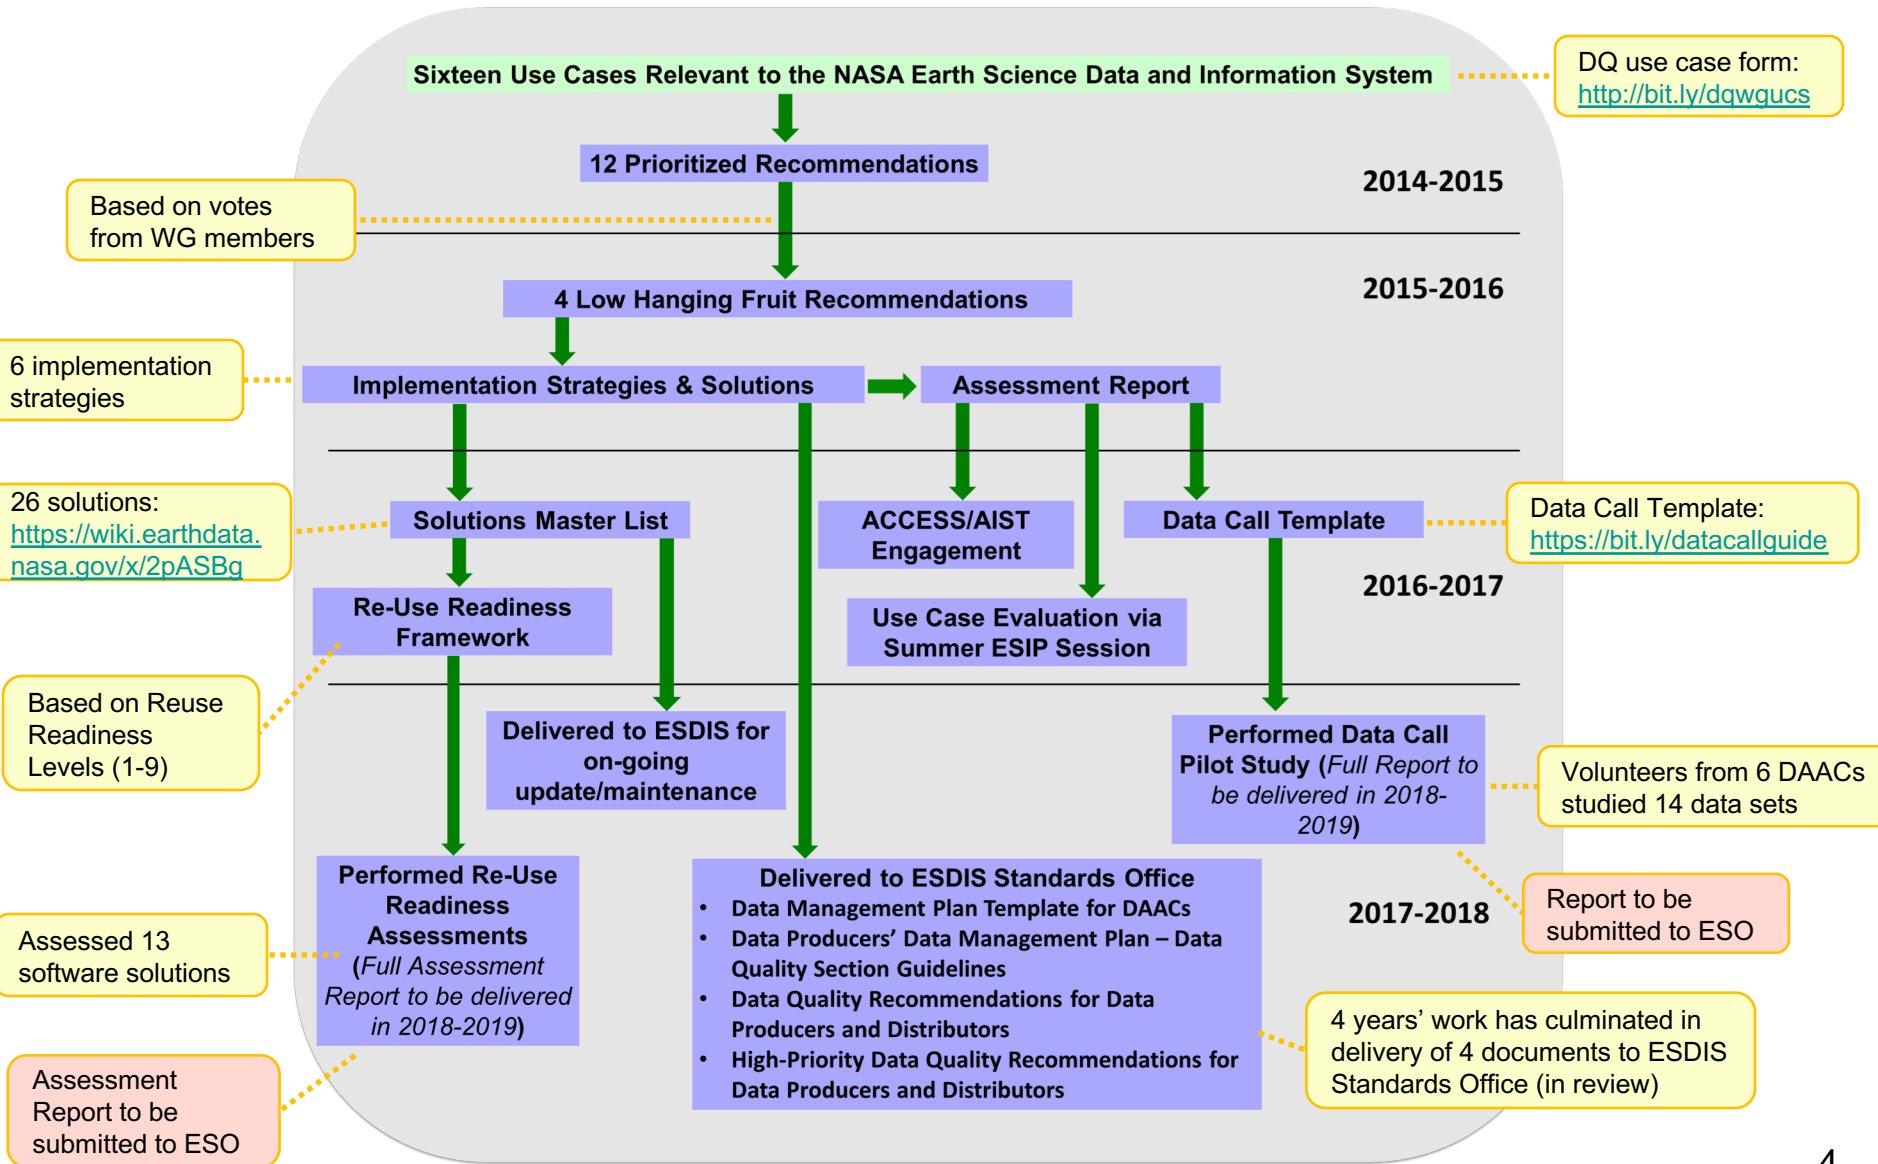 Sixteen Use Cases Relevant to the NASA Earth Science Data and Information System
DQ use case form:
http://bit.ly/dqwgucs
12 Prioritized Recommendations
2014-2015
Based on votes
from WG members
2015-2016
4 Low Hanging Fruit Recommendations
6 implementation
strategies
Implementation Strategies & Solutions
Assessment Report
26 solutions:
https://wiki.earthdata.
nasa.gov/x/2pASBg
Solutions Master List
ACCESS/AIST
Engagement
Data Call Template
Data Call Template:
https://bit.ly/datacallguide
2016-2017
Re-Use Readiness
Framework
Use Case Evaluation via
Summer ESIP Session
Based on Reuse
Readiness
Levels (1-9)
Delivered to ESDIS for
on-going
update/maintenance
Performed Data Call
Pilot Study (Full Report to
be delivered in 2018-
2019)
Volunteers from 6 DAACs
studied 14 data sets
Performed Re-Use
Readiness
Assessments
(Full Assessment
Report to be delivered
in 2018-2019)
Delivered to ESDIS Standards Office
• Data Management Plan Template for DAACs
• Data Producers’ Data Management Plan – Data
Quality Section Guidelines
• Data Quality Recommendations for Data
Producers and Distributors
• High-Priority Data Quality Recommendations for
Data Producers and Distributors
2017-2018
Report to be
submitted to ESO
Assessed 13
software solutions
4 years’ work has culminated in
delivery of 4 documents to ESDIS
Standards Office (in review)
Assessment
Report to be
submitted to ESO
4